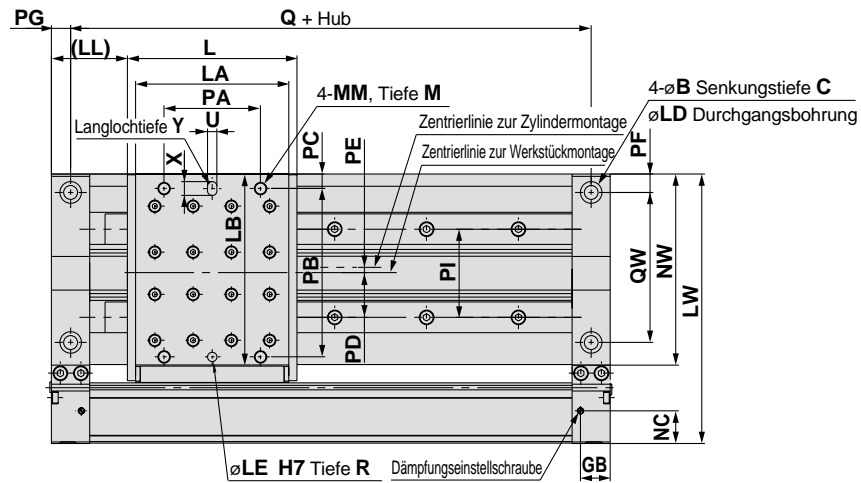 PG
Q + Hub
(LL)
L
LA
PA
4-MM, Tiefe M
4-øB Senkungstiefe C
øLD Durchgangsbohrung
Langlochtiefe Y
U
X
PC
PE
Zentrierlinie zur Zylindermontage
Zentrierlinie zur Werkstückmontage
PF
LB
PB
PI
QW
NW
LW
PD
NC
GB
øLE H7 Tiefe R
Dämpfungseinstellschraube